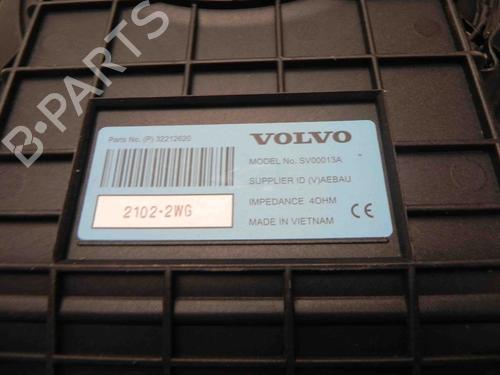 B-PARTS
Parts No. (P) 32212620
VOLVO
MODEL No. SV00013A
SUPPLIER ID (V)AEBAU
2102-2WG
IMPEDANCE 4OHM
MADE IN VIETNAM
CE